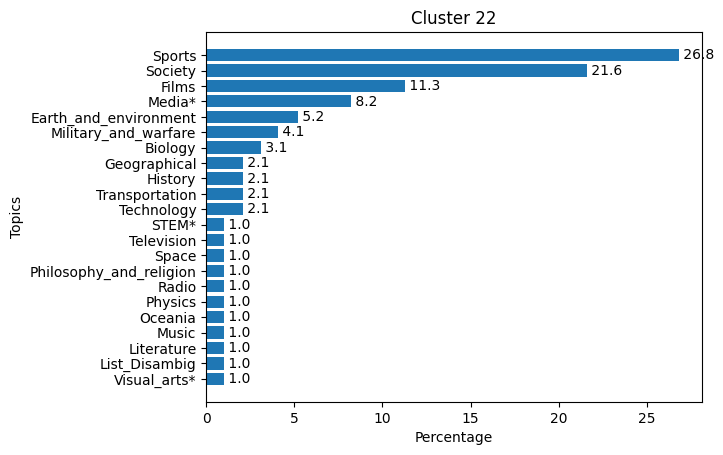 Cluster 22
Topics
Sports 26.8
Society 21.6
Films 11.3
Media* 8.2
Earth_and_environment 5.2
Military_and_warfare 4.1
Biology 3.1
Geographical 2.1
History 2.1
Transportation 2.1
Technology 2.1
STEM* 1.0
Television 1.0
Space 1.0
Philosophy_and_religion 1.0
Radio 1.0
Physics 1.0
Oceania 1.0
Music 1.0
Literature 1.0
List_Disambig 1.0
Visual_arts* 1.0
0 5 10 15 20 25
Percentage